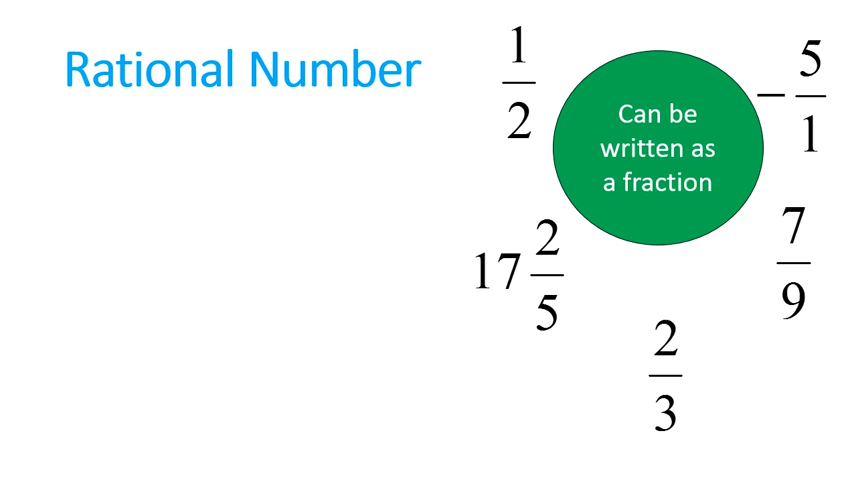 Rational Number
1/2
Can be
written as
a fraction
− 5/1
17 2/5
7/9
2/3